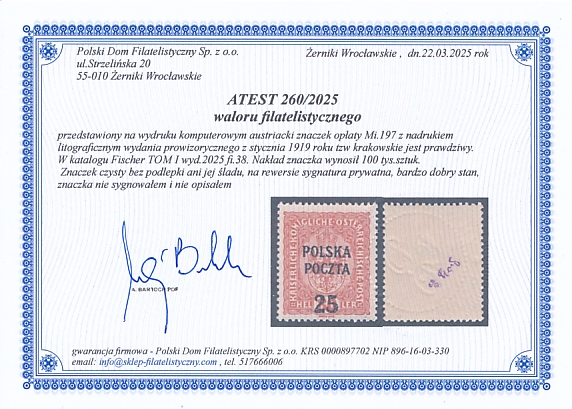 Polski Dom Filatelistyczny Sp. z o.o.
Żerniki Wrocławskie , dn.22.03.2025 rok
ul.Strzelińska 20
55-010 Żerniki Wrocławskie
ATEST 260/2025
waloru filatelistycznego
przedstawiony na wydruku komputerowym austriacki znaczek opłaty Mi.197 z nadrukiem
litograficznym wydania prowizorycznego z stycznia 1919 roku tzw krakowskie jest prawdziwy.
W katalogu Fischer TOM I wyd.2025 fi.38. Nakład znaczka wynosił 100 tys.sztuk.
Znaczek czysty bez podlepki ani jej śladu, na rewersie sygnatura prywatna, bardzo dobry stan,
znaczka nie sygnowałem i nie opisałem
KAISERLICHE KÖNIGLICHE ÖSTERREICHISCHE POST
POLSKA
POCZTA
25
HELLER
A. BARTOCH
gwarancja firmowa - Polski Dom Filatelistyczny Sp. z o.o. KRS 0000897702 NIP 896-16-03-330
email: info@sklep-filatelistyczny.com , tel. 517666006